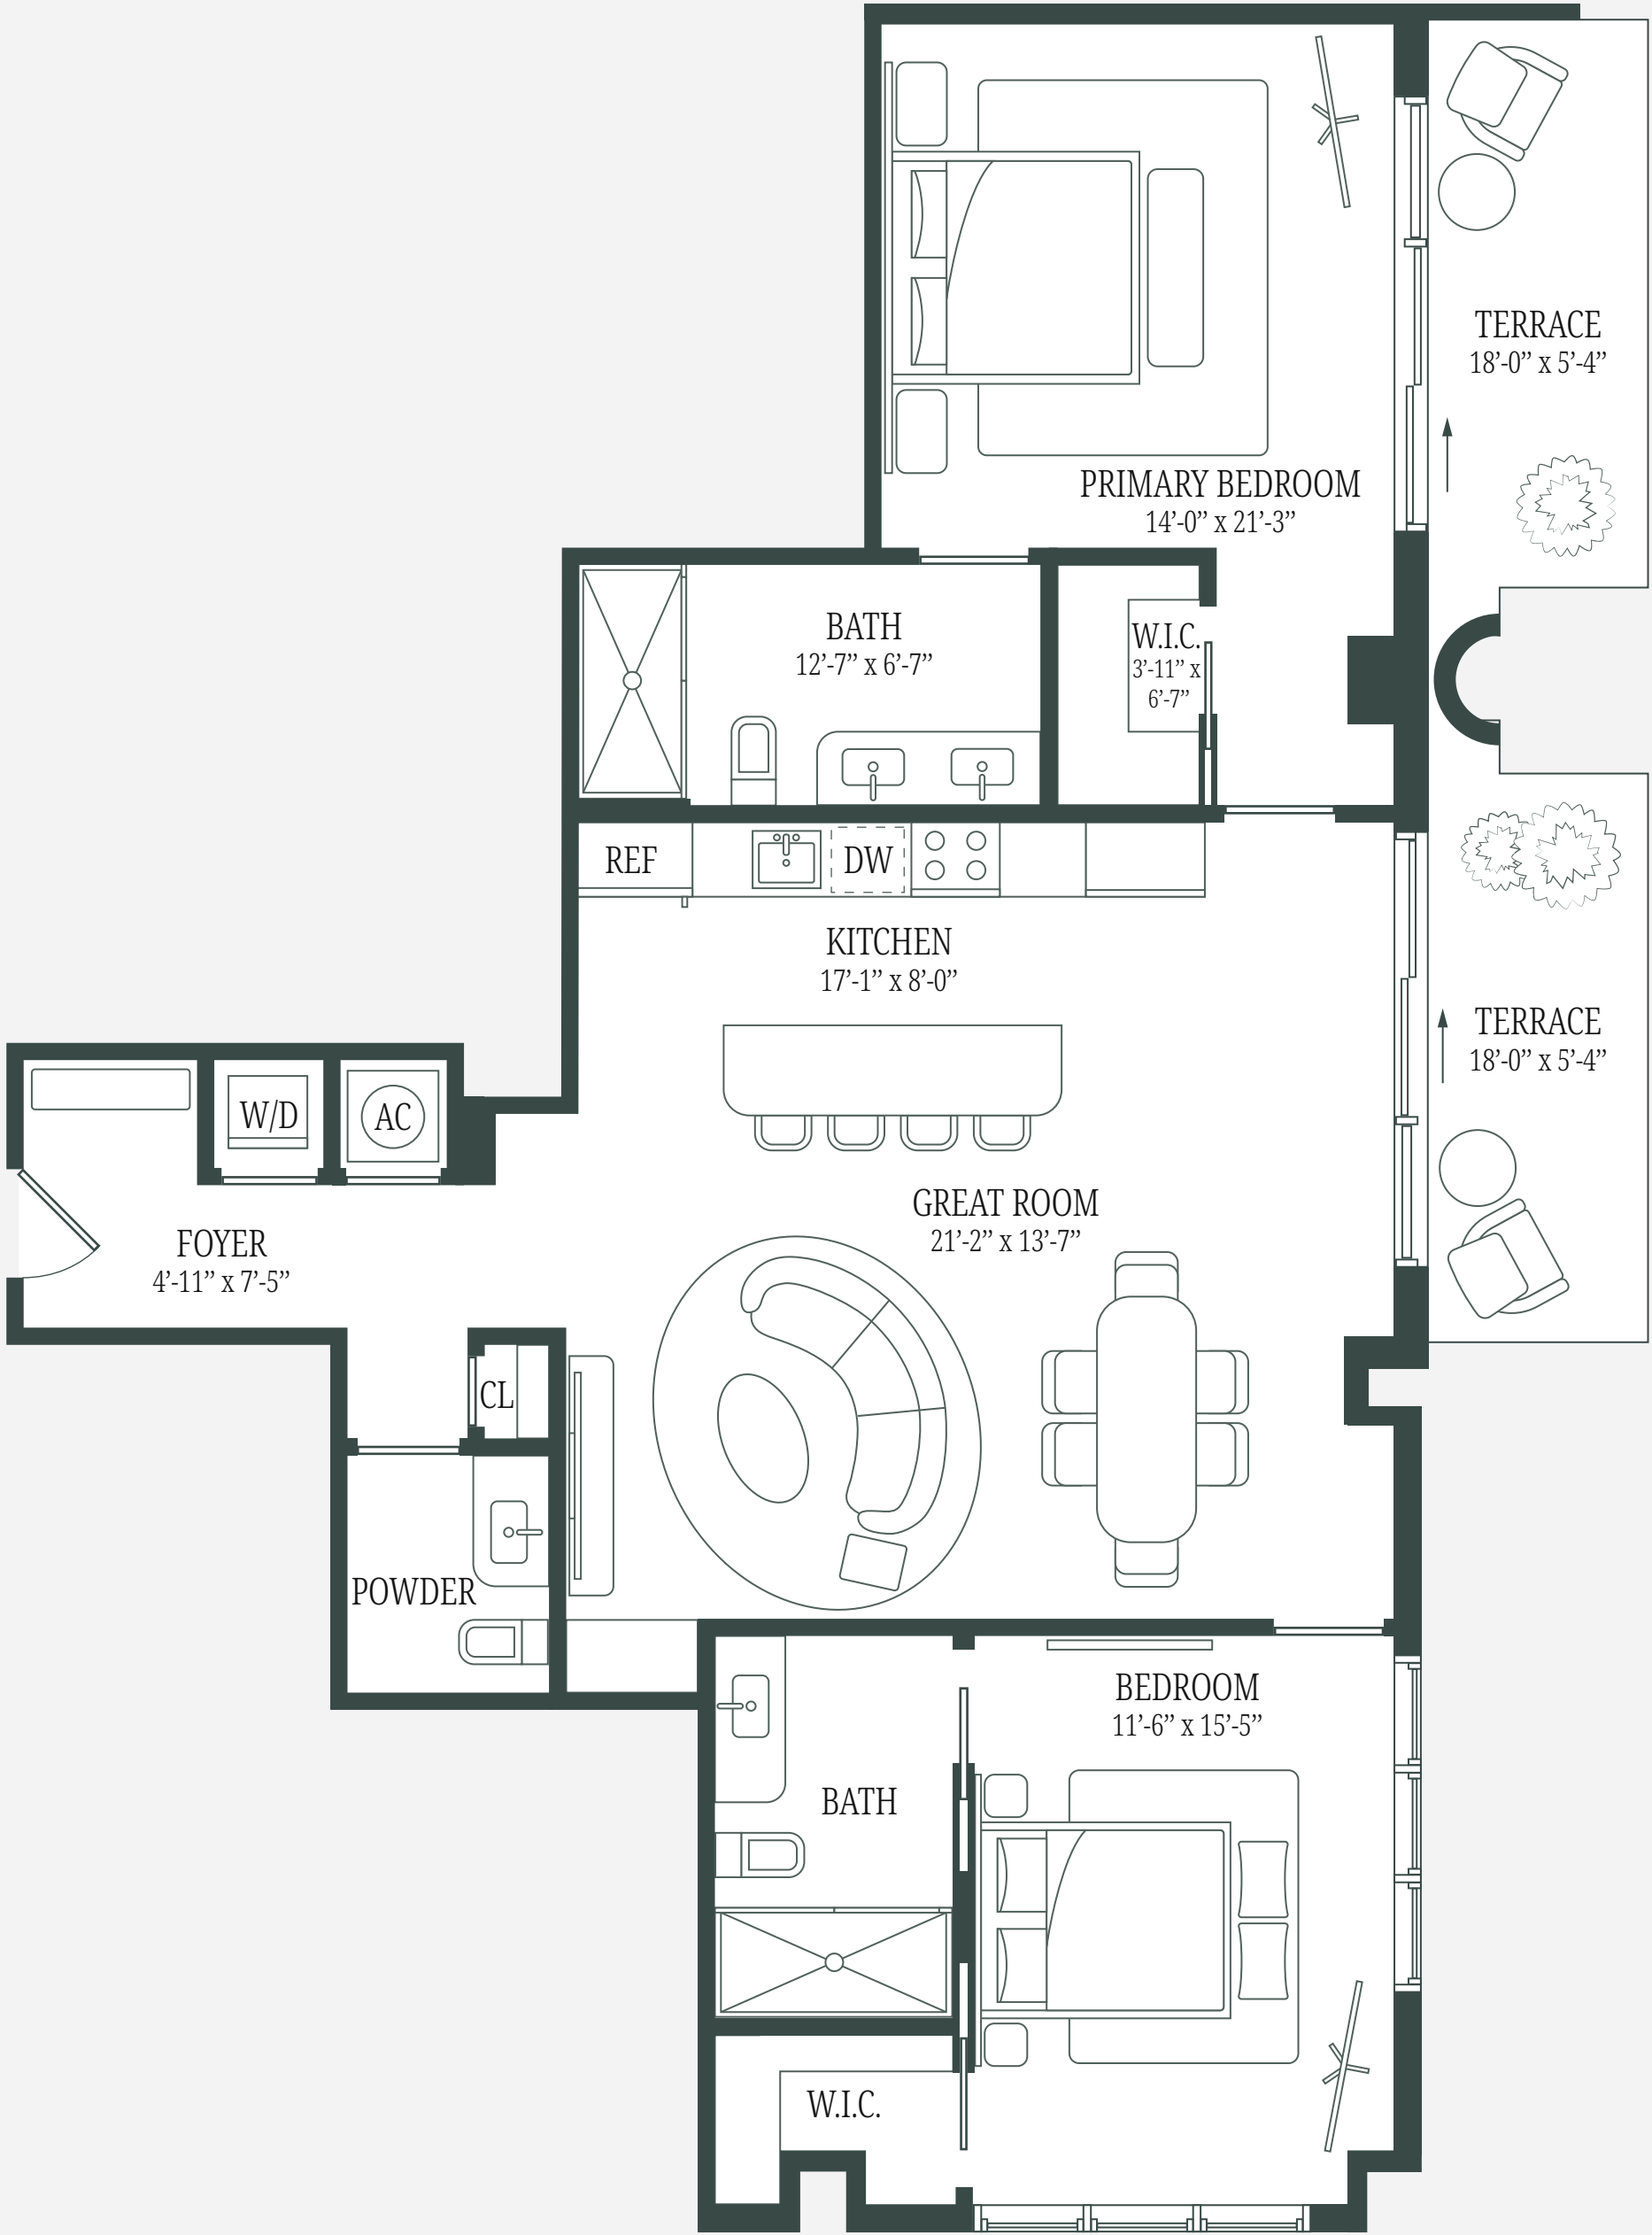 TERRACE
18’-0” x 5’-4”
PRIMARY BEDROOM
14’-0” x 21’-3”
BATH
12’-7” x 6’-7”
W.I.C.
3’-11” x
6’-7”
REF
DW
KITCHEN
17’-1” x 8’-0”
TERRACE
18’-0” x 5’-4”
W/D
AC
GREAT ROOM
21’-2” x 13’-7”
FOYER
4’-11” x 7’-5”
CL
POWDER
BEDROOM
11’-6” x 15’-5”
BATH
W.I.C.